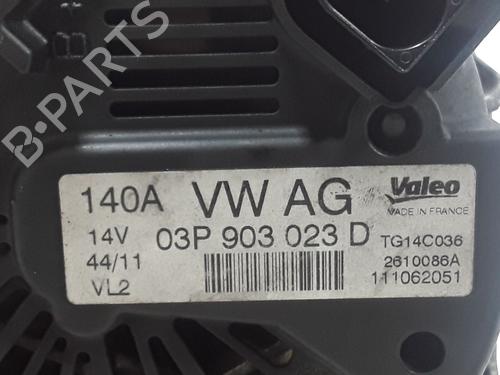 B+
B-PARTS
140A VW AG Valeo
MADE IN FRANCE
14V 03P 903 023 D TG14C036
44/11 2610086A
VL2 111062051